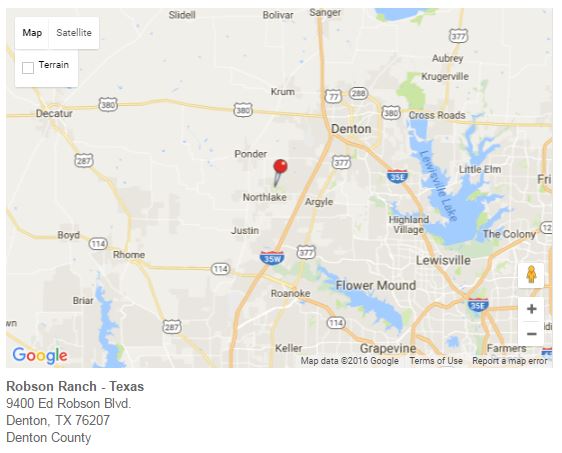 Slidell
Bolivar
Sanger
Map Satellite
377
Terrain
Aubrey
Krugerville
Krum
77
288
380
380
380
Cross Roads
Decatur
Denton
Ponder
377
287
35E
Little Elm
Lewisville Lake
Fri
Northlake
Argyle
Highland
Village
Justin
The Colony
Boyd
114
Rhome
377
35W
114
Lewisville
Roanoke
Flower Mound
Briar
35E
114
287
wn
Keller
Grapevine
Farmers
Google
Map data ©2016 Google
Terms of Use
Report a map error
Robson Ranch - Texas
9400 Ed Robson Blvd.
Denton, TX 76207
Denton County